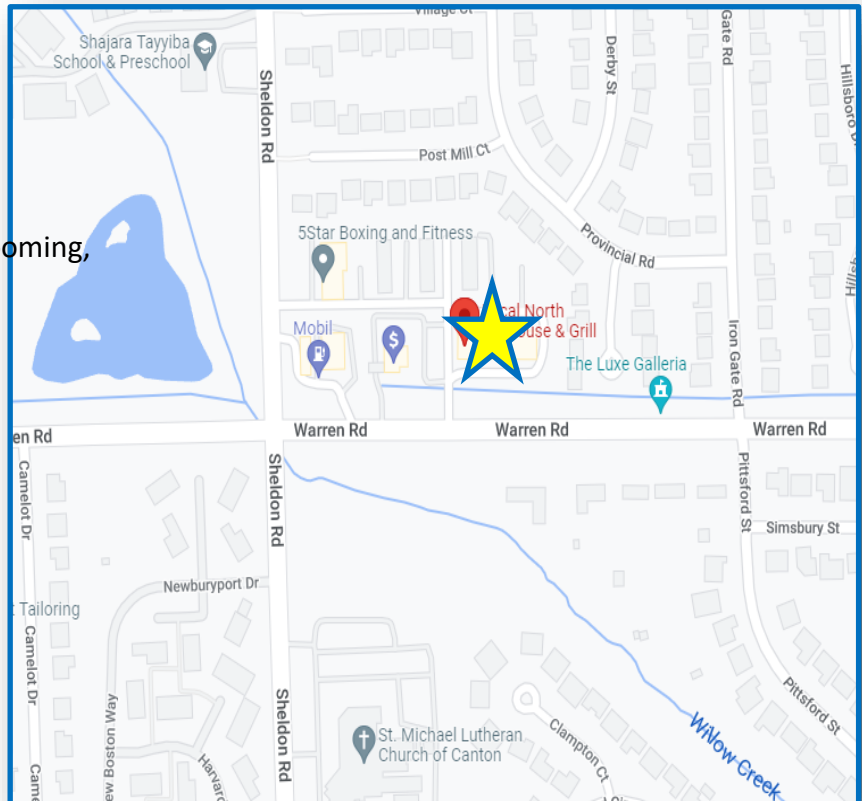 Village Ct
Shajara Tayyiba
School & Preschool
Sheldon Rd
Derby St
Gate Rd
Post Mill Ct
oming,
5Star Boxing and Fitness
Provincial Rd
cal North
ouse & Grill
Mobil
$
The Luxe Galleria
Iron Gate Rd
en Rd
Warren Rd
Warren Rd
Warren Rd
Camelot Dr
Sheldon Rd
Pittsford St
Simsbury St
Newburyport Dr
Tailoring
Camelot Dr
New Boston Way
Sheldon Rd
St. Michael Lutheran
Church of Canton
Clampton Ct
Pittsford St
Willow Creek